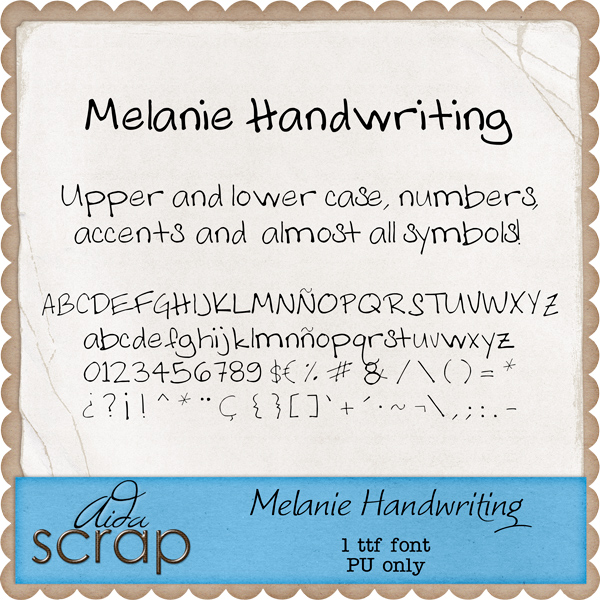 Melanie Handwriting
Upper and lower case, numbers,
accents and almost all symbols!
ABCDEFGHIJKLMNÑOPQRSTUVWXYZ
abcdefghijklmnñopqrstuvwxyz
0123456789 $€ % # & / \ ( ) = *
¿?¡! ^ * ¨ Ç { } [ ] ` + ´ · ~ ¬ \ , ; : . -
Aida
scrap
Melanie Handwriting
1 ttf font
PU only